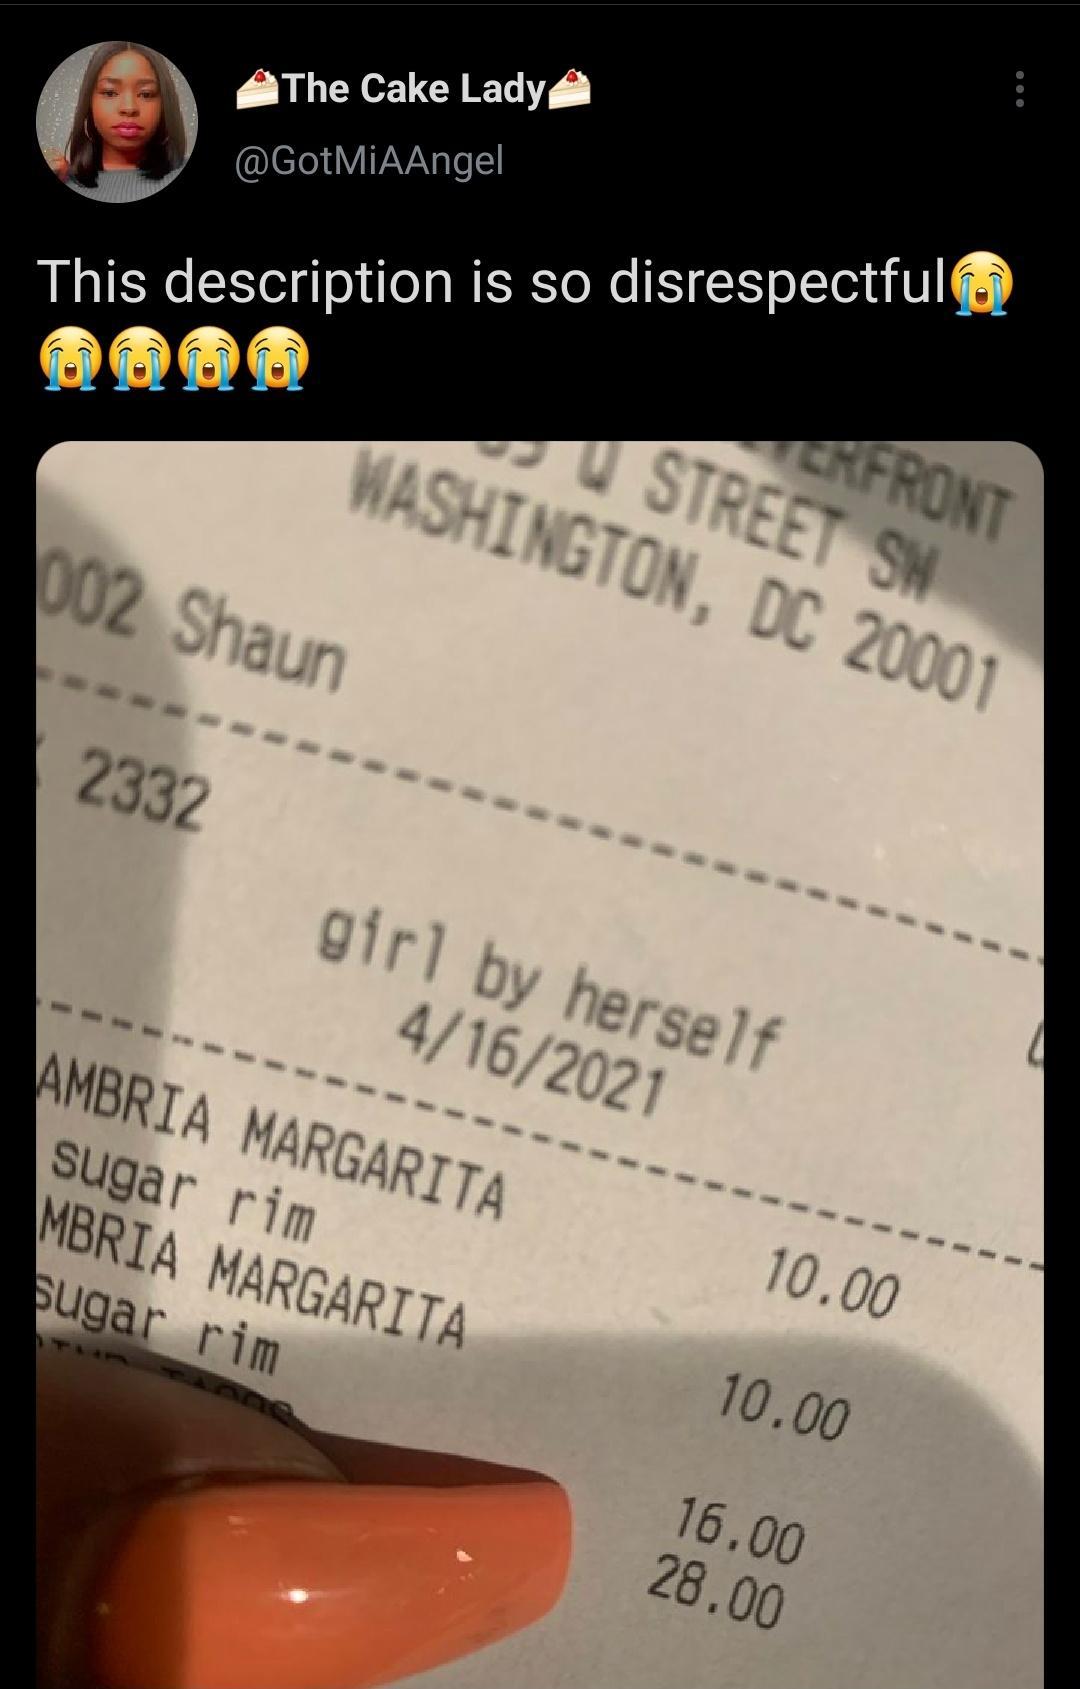 🍰The Cake Lady🍰
@GotMiAAngel
This description is so disrespectful😭
😭😭😭😭
STREET SW
WASHINGTON, DC 20001
002 Shaun
2332
girl by herself
4/16/2021
AMBRIA MARGARITA 10.00
sugar rim
MBRIA MARGARITA 10.00
sugar rim
16.00
28.00